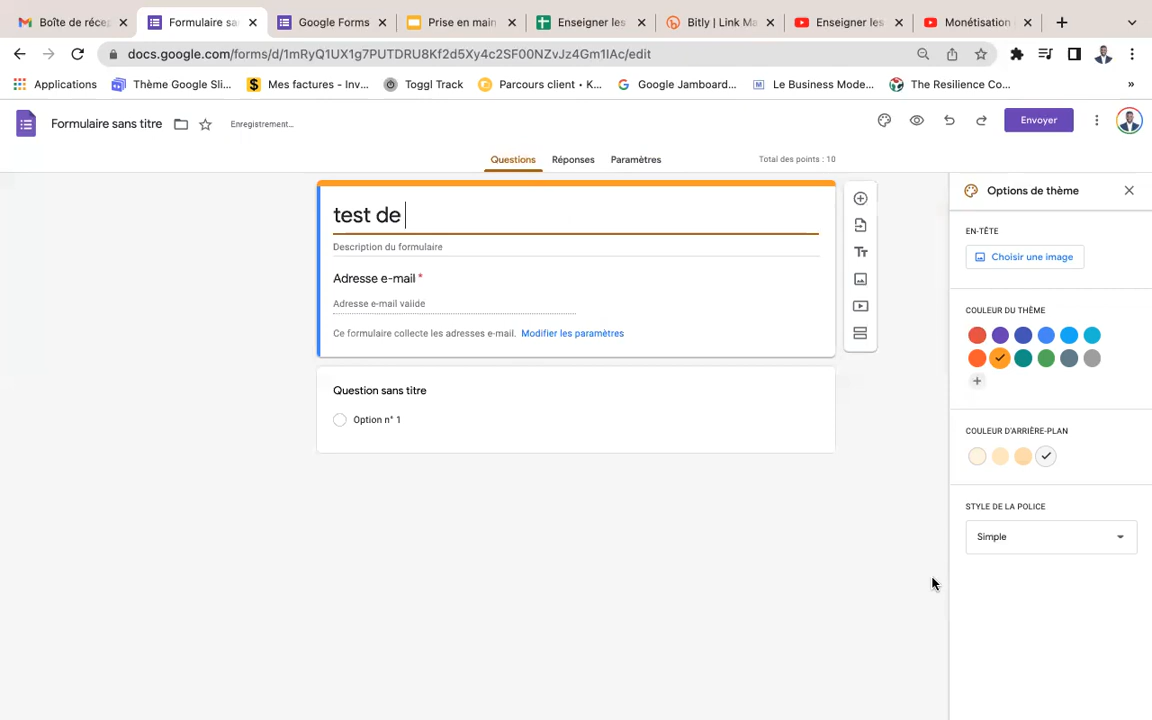 Boîte de récep
Formulaire sa
Google Forms
Prise en main
Enseigner les
Bitly | Link Ma
Enseigner les
Monétisation
docs.google.com/forms/d/1mRyQ1UX1g7PUTDRU8Kf2d5Xy4c2SF00NZvJz4Gm1IAc/edit
Applications
Thème Google Sli...
Mes factures - Inv...
Toggl Track
Parcours client • K...
Google Jamboard...
Le Business Mode...
The Resilience Co...
»
Formulaire sans titre
Enregistrement...
Envoyer
Questions
Réponses
Paramètres
Total des points : 10
test de
Description du formulaire
Adresse e-mail *
Adresse e-mail valide
Ce formulaire collecte les adresses e-mail. Modifier les paramètres
Question sans titre
Option n° 1
Options de thème
EN-TÊTE
Choisir une image
COULEUR DU THÈME
COULEUR D'ARRIÈRE-PLAN
STYLE DE LA POLICE
Simple